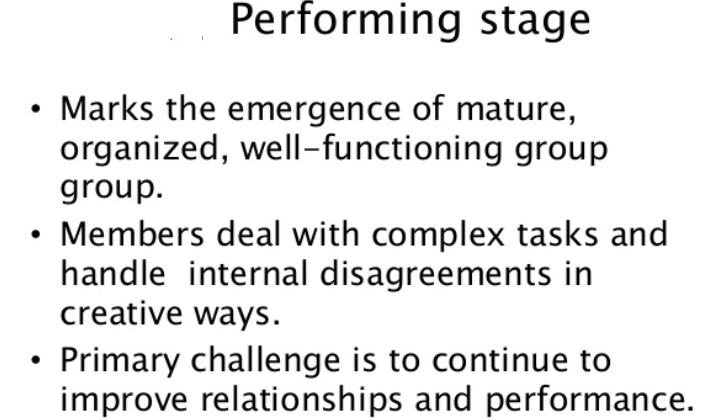 Performing stage
• Marks the emergence of mature,
organized, well-functioning group
group.
• Members deal with complex tasks and
handle  internal disagreements in
creative ways.
• Primary challenge is to continue to
improve relationships and performance.